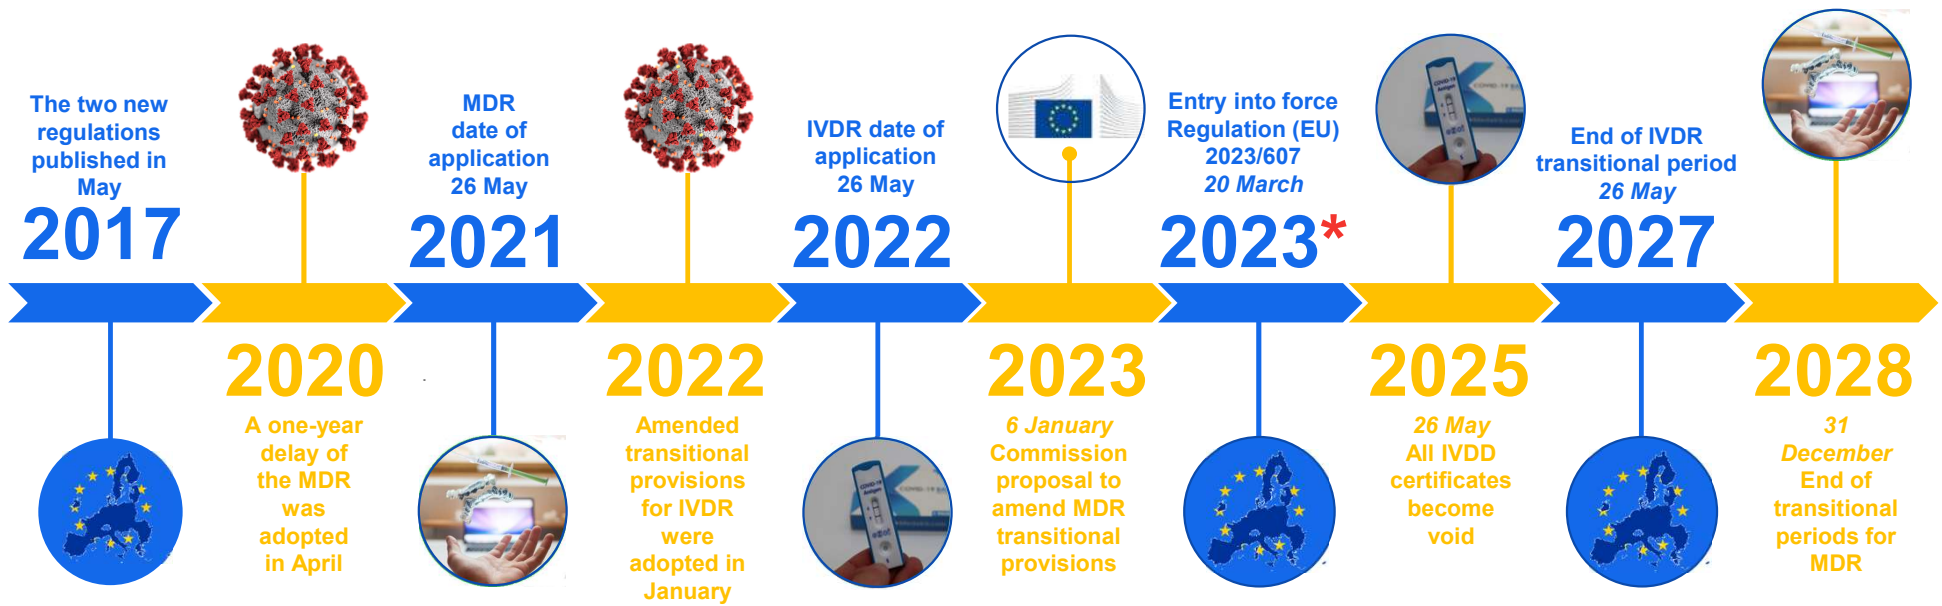 The two new
regulations
published in
May
2017
2020
A one-year
delay of
the MDR
was
adopted
in April
MDR
date of
application
26 May
2021
2022
Amended
transitional
provisions
for IVDR
were
adopted in
January
IVDR date of
application
26 May
2022
2023
6 January
Commission
proposal to
amend MDR
transitional
provisions
Entry into force
Regulation (EU)
2023/607
20 March
2023*
COVID-19
Antigen
2025
26 May
All IVDD
certificates
become
void
End of IVDR
transitional period
26 May
2027
2028
31
December
End of
transitional
periods for
MDR